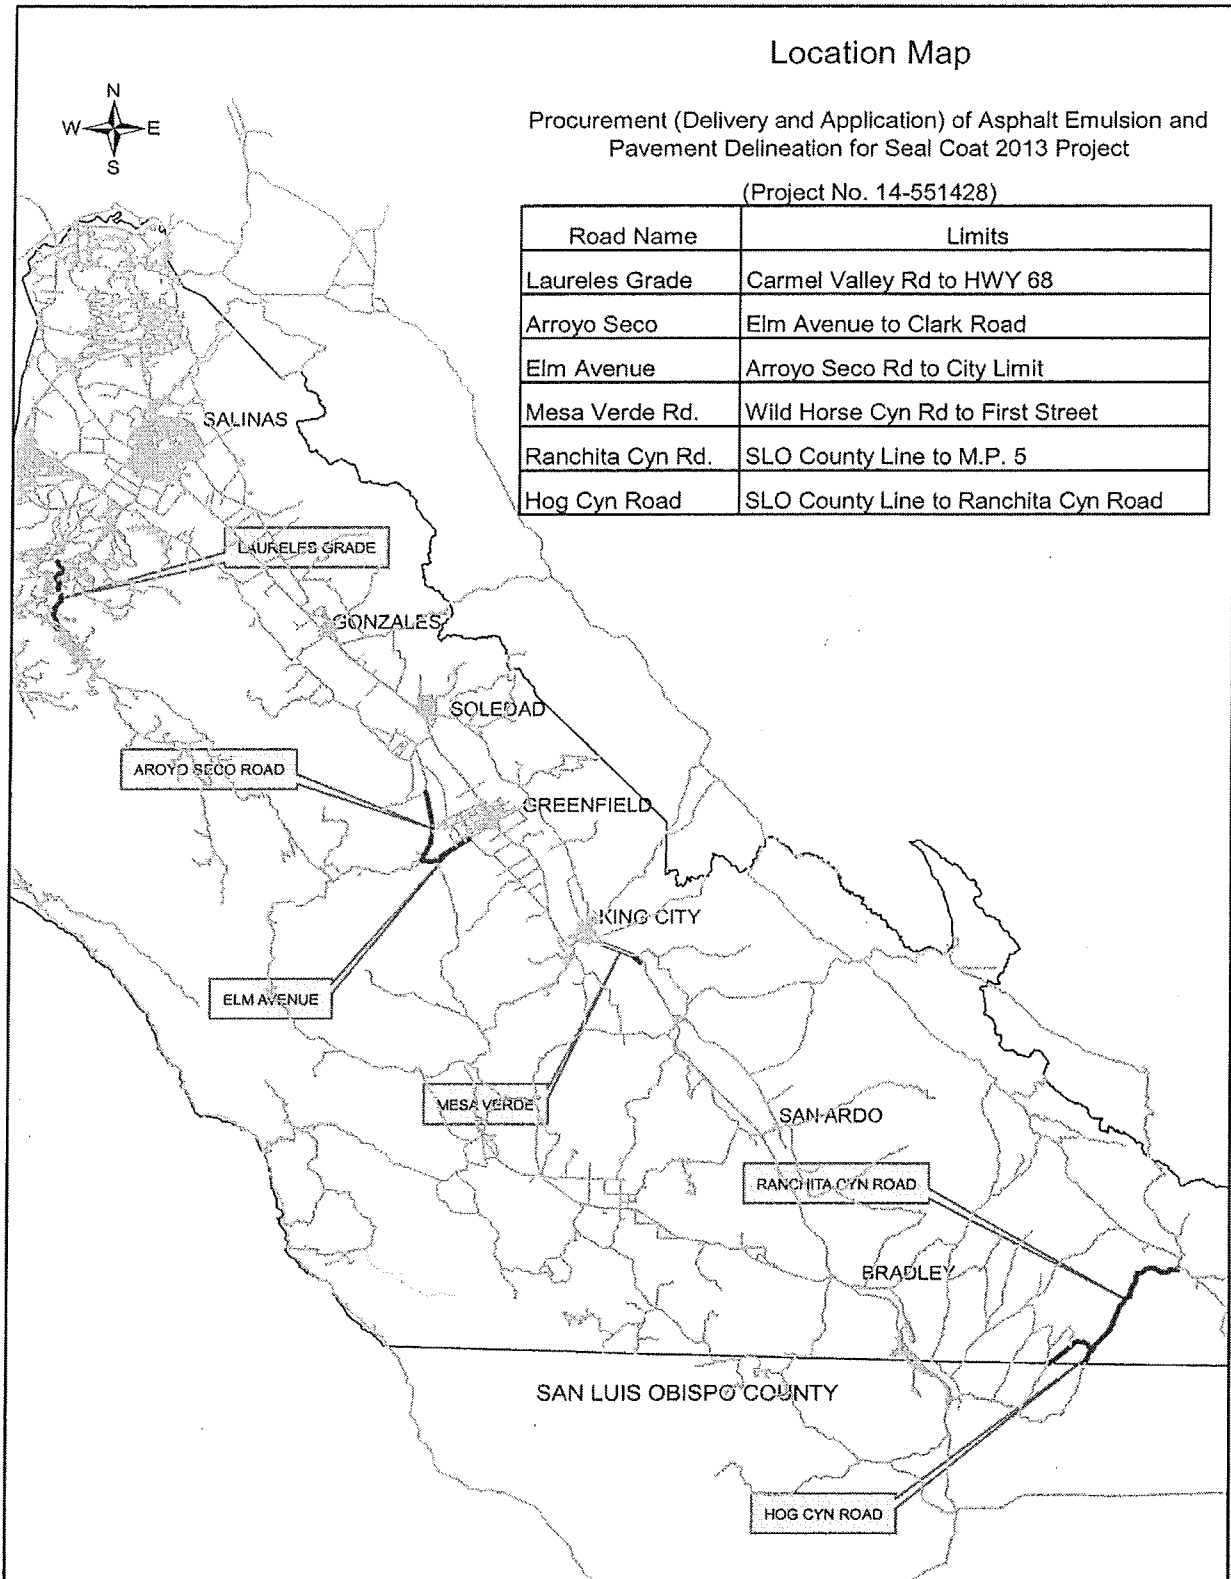 Location Map
N
W E
S
Procurement (Delivery and Application) of Asphalt Emulsion and
Pavement Delineation for Seal Coat 2013 Project
(Project No. 14-551428)
Road Name Limits
Laureles Grade Carmel Valley Rd to HWY 68
Arroyo Seco Elm Avenue to Clark Road
Elm Avenue Arroyo Seco Rd to City Limit
Mesa Verde Rd. Wild Horse Cyn Rd to First Street
Ranchita Cyn Rd. SLO County Line to M.P. 5
Hog Cyn Road SLO County Line to Ranchita Cyn Road
SALINAS
LAURELES GRADE
GONZALES
SOLEDAD
AROYO SECO ROAD
GREENFIELD
KING CITY
ELM AVENUE
MESA VERDE
SAN ARDO
RANCHITA CYN ROAD
BRADLEY
SAN LUIS OBISPO COUNTY
HOG CYN ROAD